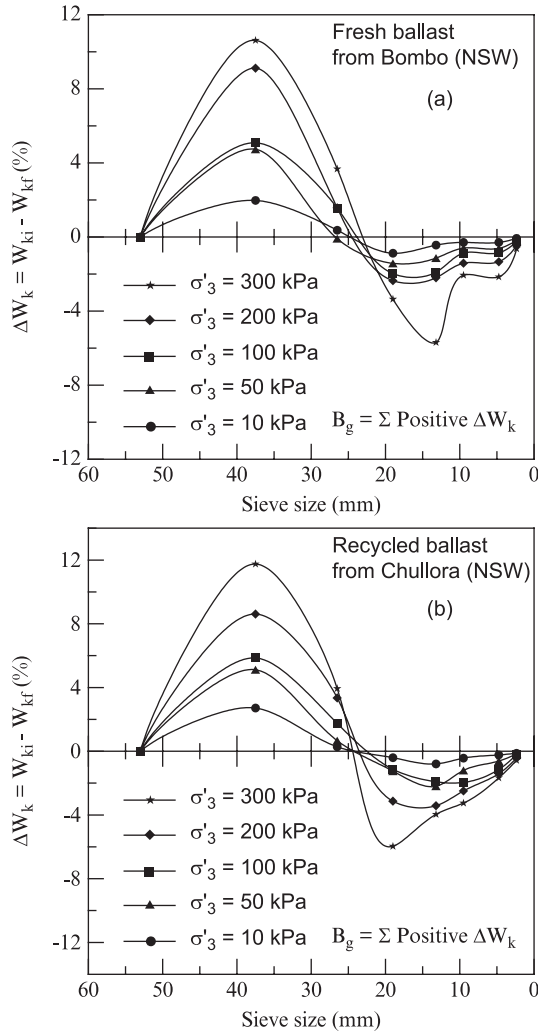 Fresh ballast
from Bombo (NSW)
(a)
12
8
4
0
-4
-8
-12
ΔWk = Wki - Wkf (%)
σ'3 = 300 kPa
σ'3 = 200 kPa
σ'3 = 100 kPa
σ'3 = 50 kPa
σ'3 = 10 kPa
Bg = Σ Positive ΔWk
60 50 40 30 20 10 0
Sieve size (mm)
Recycled ballast
from Chullora (NSW)
(b)
12
8
4
0
-4
-8
-12
ΔWk = Wki - Wkf (%)
σ'3 = 300 kPa
σ'3 = 200 kPa
σ'3 = 100 kPa
σ'3 = 50 kPa
σ'3 = 10 kPa
Bg = Σ Positive ΔWk
60 50 40 30 20 10 0
Sieve size (mm)